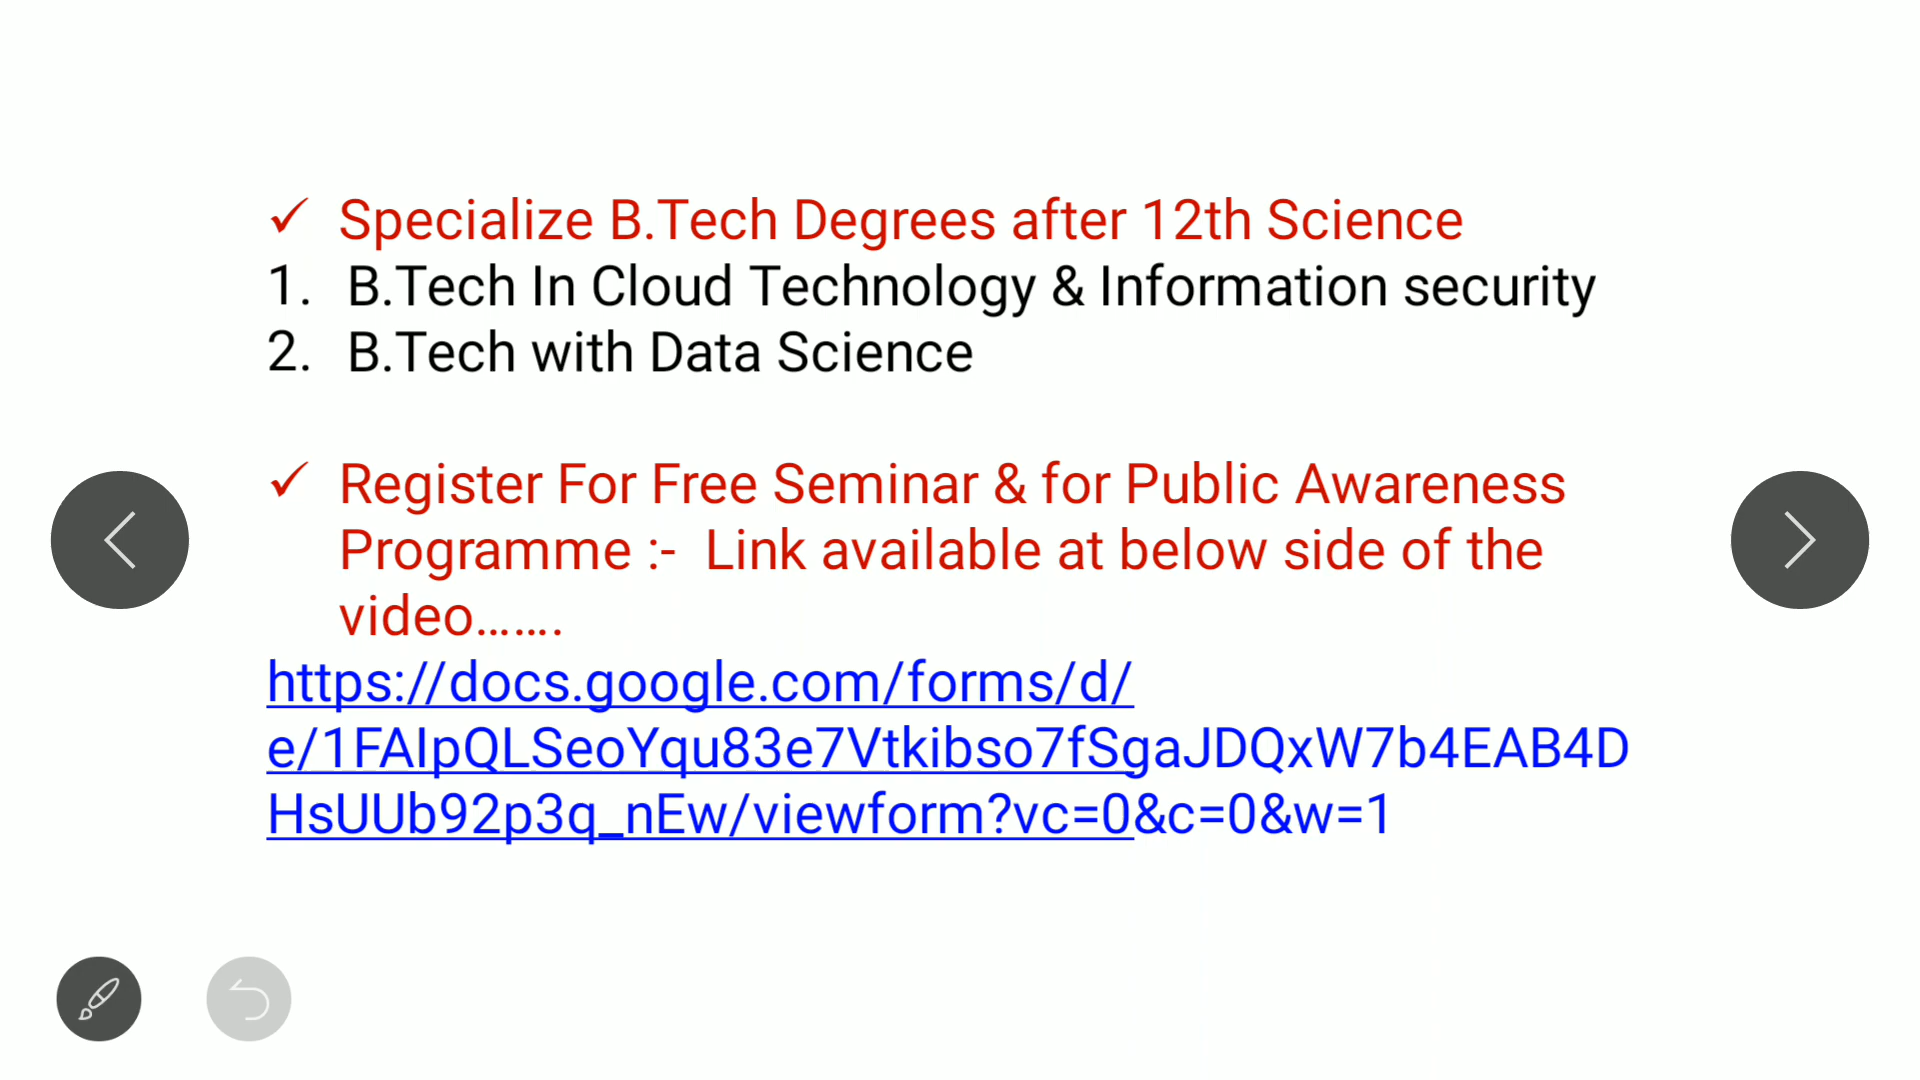 ✓ Specialize B.Tech Degrees after 12th Science
1. B.Tech In Cloud Technology & Information security
2. B.Tech with Data Science
✓ Register For Free Seminar & for Public Awareness
Programme :- Link available at below side of the
video.......
https://docs.google.com/forms/d/
e/1FAIpQLSeoYqu83e7Vtkibso7fSgaJDQxW7b4EAB4D
HsUUb92p3q_nEw/viewform?vc=0&c=0&w=1